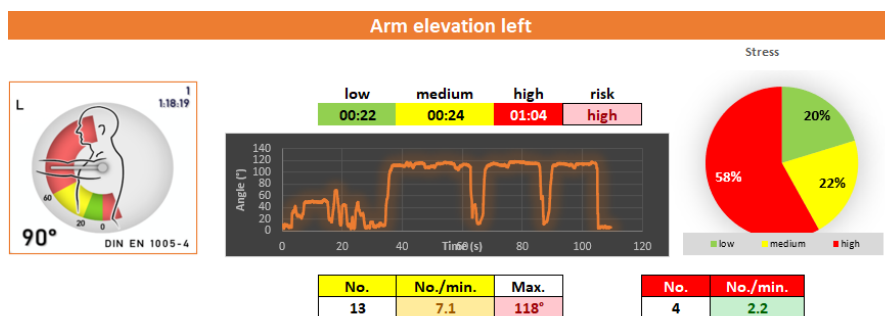 Arm elevation left
Stress
L
1
1:18:19
60
20
0
90°
DIN EN 1005-4
low medium high risk
00:22 00:24 01:04 high
Angle (°)
140
120
100
80
60
40
20
0
0 20 40 60 80 100 120
Time (s)
20%
22%
58%
low medium high
No. No./min. Max.
13 7.1 118°
No. No./min.
4 2.2